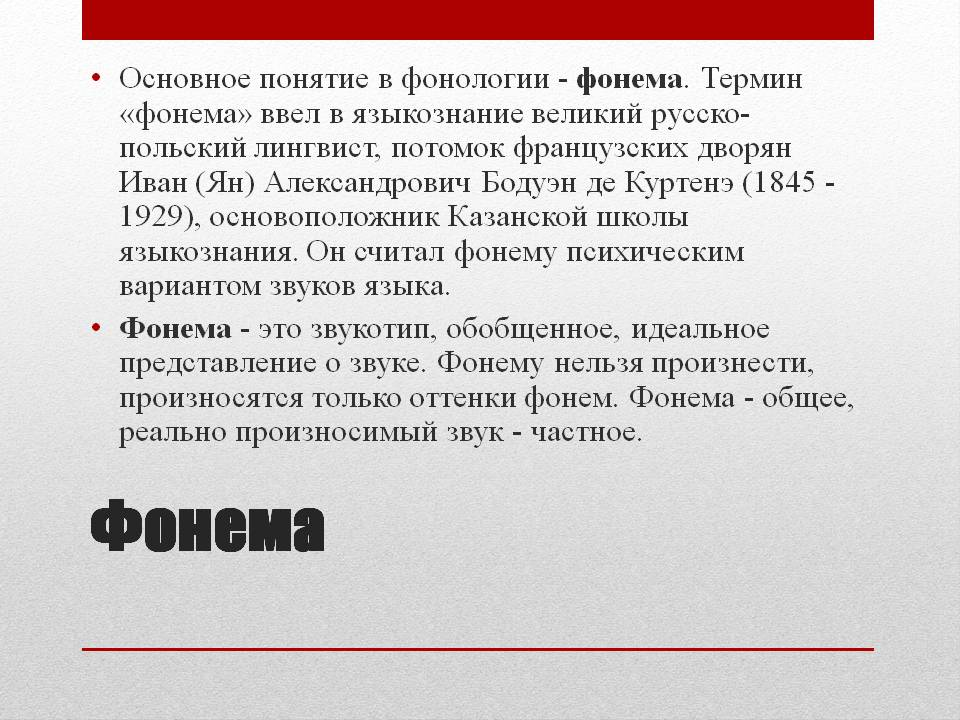 • Основное понятие в фонологии - фонема. Термин
«фонема» ввел в языкознание великий русско-
польский лингвист, потомок французских дворян
Иван (Ян) Александрович Бодуэн де Куртенэ (1845 -
1929), основоположник Казанской школы
языкознания. Он считал фонему психическим
вариантом звуков языка.
• Фонема - это звукотип, обобщенное, идеальное
представление о звуке. Фонему нельзя произнести,
произносятся только оттенки фонем. Фонема - общее,
реально произносимый звук - частное.
Фонема